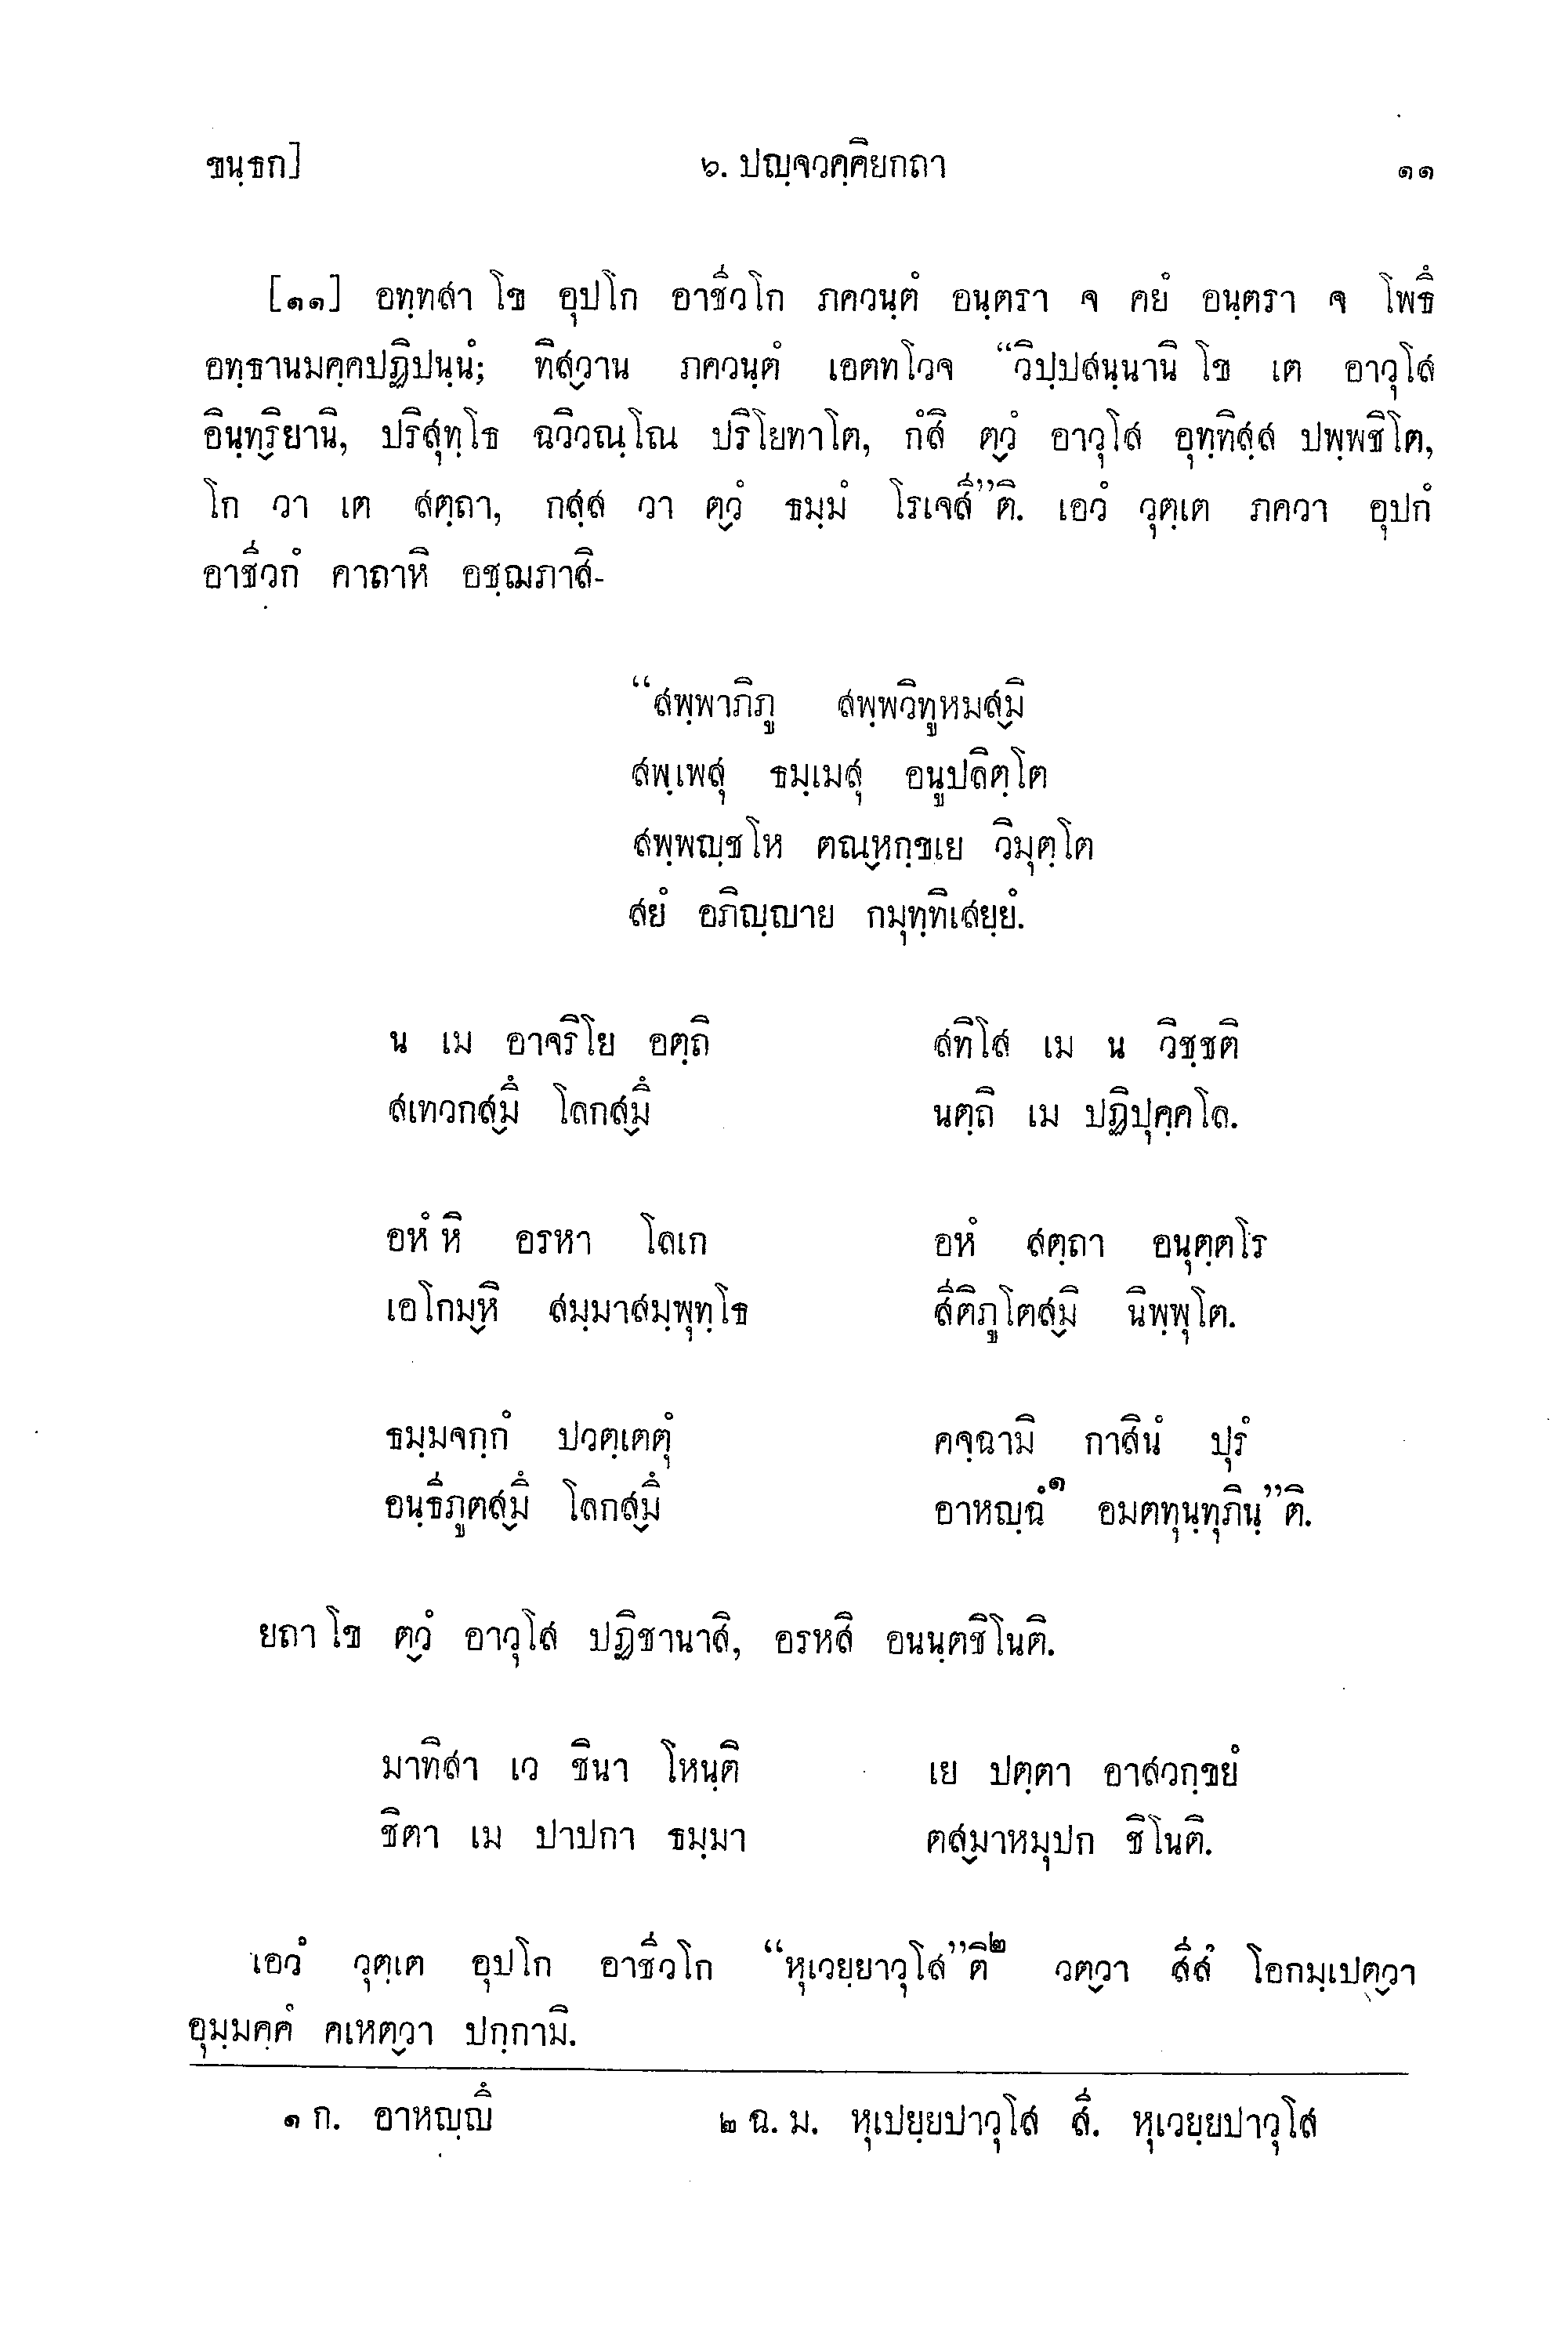 ขนฺธก] ๖. ปญฺจวคฺคิยกถา ๑๑
[๑๑] อทฺทสา โข อุปโก อาชีวโก ภควนฺตํ อนฺตรา จ คยํ อนฺตรา จ โพธึ
อทฺธานมคฺคปฏิปนฺนํ; ทิสฺวาน ภควนฺตํ เอตทโวจ “วิปฺปสนฺนานิ โข เต อาวุโส
อินฺทฺริยานิ, ปริสุทฺโธ ฉวิวณฺโณ ปริโยทาโต, กํสิ ตฺวํ อาวุโส อุทฺทิสฺส ปพฺพชิโต,
โก วา เต สตฺถา, กสฺส วา ตฺวํ ธมฺมํ โรเจสี”ติ. เอวํ วุตฺเต ภควา อุปกํ
อาชีวกํ คาถาหิ อชฺฌภาสิ-
“สพฺพาภิภู สพฺพวิทูหมสฺมิ
สพฺเพสุ ธมฺเมสุ อนูปลิตฺโต
สพฺพญฺชโห ตณฺหกฺขเย วิมุตฺโต
สยํ อภิญฺญาย กมุทฺทิเสยฺยํ.
น เม อาจริโย อตฺถิ สทิโส เม น วิชฺชติ
สเทวกสฺมึ โลกสฺมึ นตฺถิ เม ปฏิปุคฺคโล.
อหํ หิ อรหา โลเก อหํ สตฺถา อนุตฺตโร
เอโกมฺหิ สมฺมาสมฺพุทฺโธ สีติภูโตสฺมิ นิพฺพุโต.
ธมฺมจกฺกํ ปวตฺเตตุํ คจฺฉามิ กาสินํ ปุรํ
อนฺธีภูตสฺมึ โลกสฺมึ อาหญฺฉํ๑ อมตทุนฺทุภินฺ”ติ.
ยถา โข ตฺวํ อาวุโส ปฏิชานาสิ, อรหสิ อนนฺตชิโนติ.
มาทิสา เว ชินา โหนฺติ เย ปตฺตา อาสวกฺขยํ
ชิตา เม ปาปกา ธมฺมา ตสฺมาหมุปก ชิโนติ.
เอวํ วุตฺเต อุปโก อาชีวโก “หุเวยฺยาวุโส”ติ๒ วตฺวา สีสํ โอกมฺเปตฺวา
อุมฺมคฺคํ คเหตฺวา ปกฺกามิ.
๑ ก. อาหญฺญึ ๒ ฉ. ม. หุเปยฺยปาวุโส สี. หุเวยฺยปาวุโส